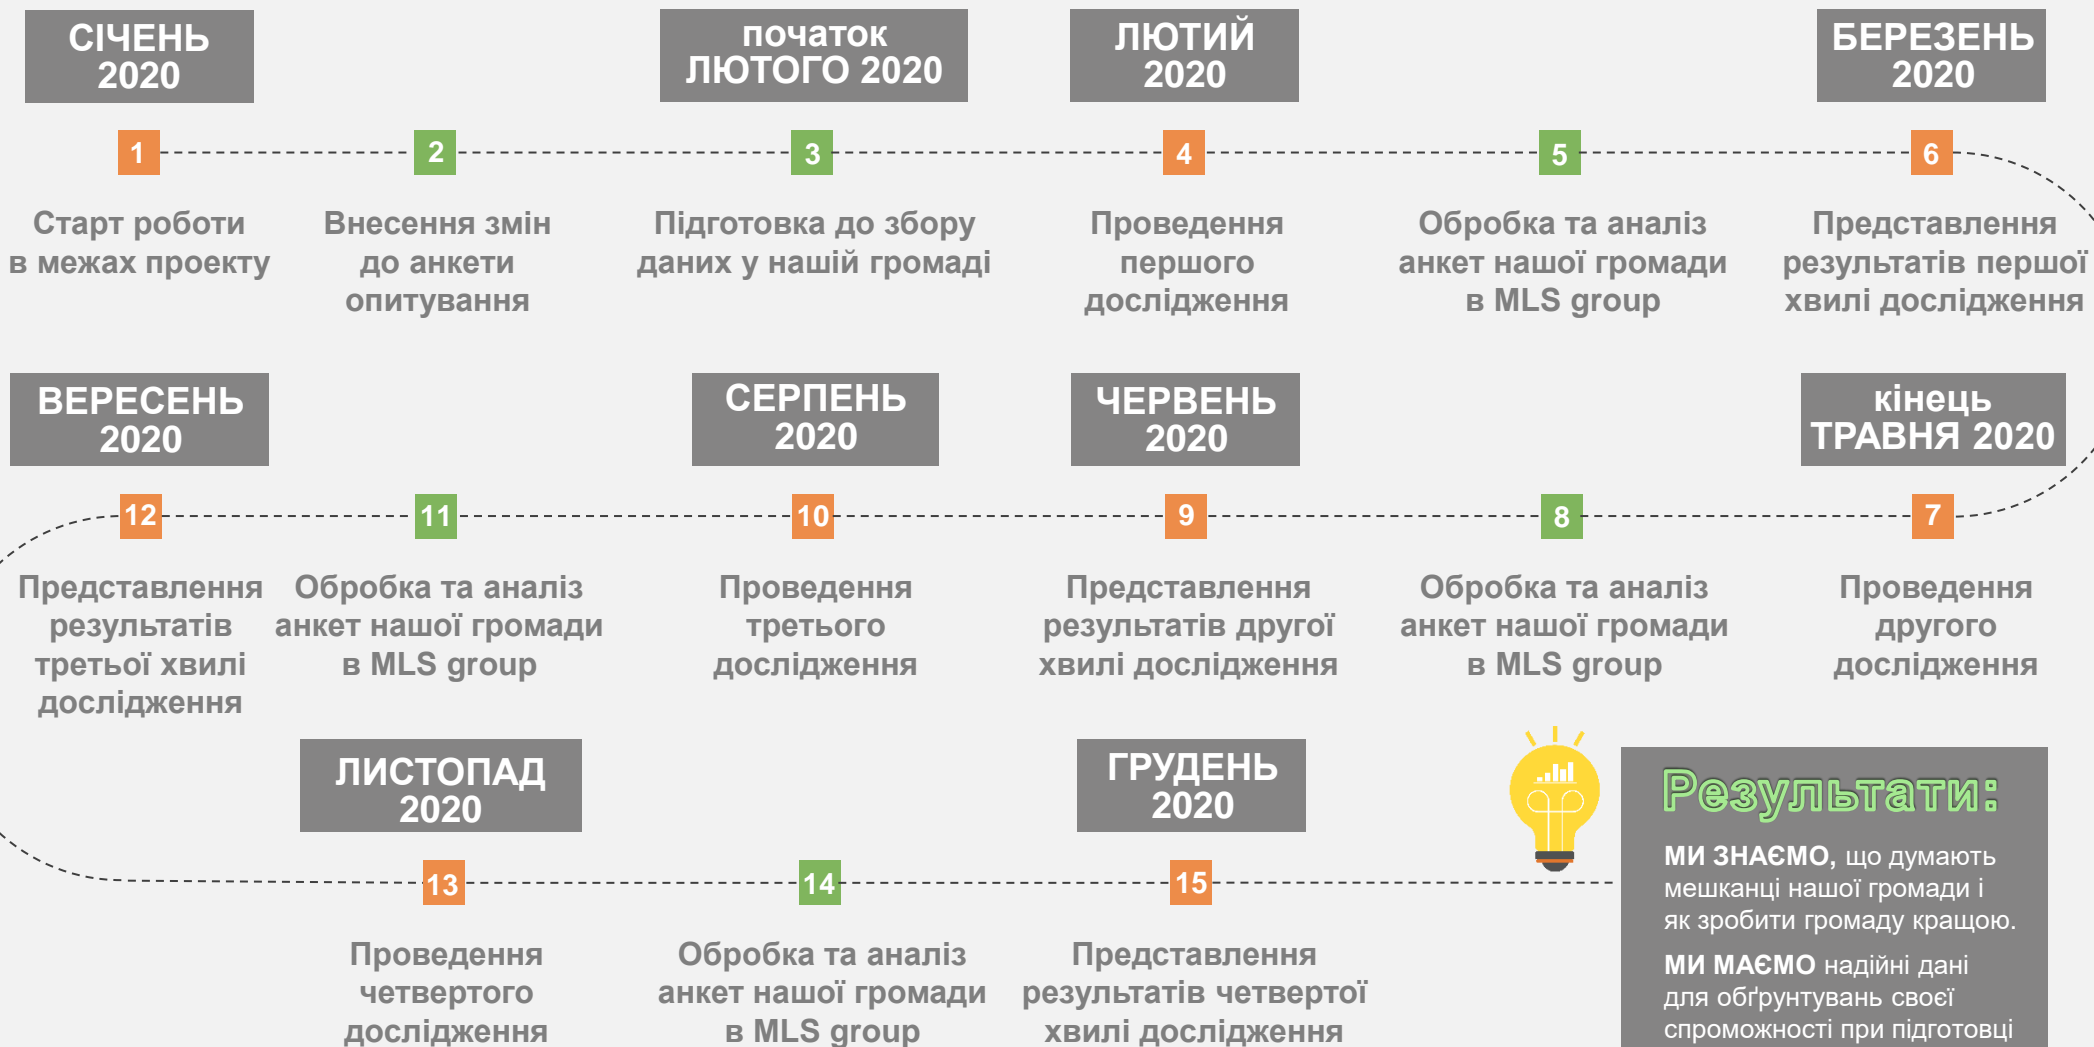 СІЧЕНЬ
2020
початок
ЛЮТОГО 2020
ЛЮТИЙ
2020
БЕРЕЗЕНЬ
2020
1
2
3
4
5
6
Старт роботи
в межах проекту
Внесення змін
до анкети
опитування
Підготовка до збору
даних у нашій громаді
Проведення
першого
дослідження
Обробка та аналіз
анкет нашої громади
в MLS group
Представлення
результатів першої
хвилі дослідження
кінець
ТРАВНЯ 2020
ЧЕРВЕНЬ
2020
СЕРПЕНЬ
2020
ВЕРЕСЕНЬ
2020
7
8
9
10
11
12
Проведення
другого
дослідження
Обробка та аналіз
анкет нашої громади
в MLS group
Представлення
результатів другої
хвилі дослідження
Проведення
третього
дослідження
Обробка та аналіз
анкет нашої громади
в MLS group
Представлення
результатів
третьої хвилі
дослідження
ЛИСТОПАД
2020
ГРУДЕНЬ
2020
13
14
15
Проведення
четвертого
дослідження
Обробка та аналіз
анкет нашої громади
в MLS group
Представлення
результатів четвертої
хвилі дослідження
Результати:
МИ ЗНАЄМО, що думають
мешканці нашої громади і
як зробити громаду кращою.
МИ МАЄМО надійні дані
для обґрунтувань своєї
спроможності при підготовці